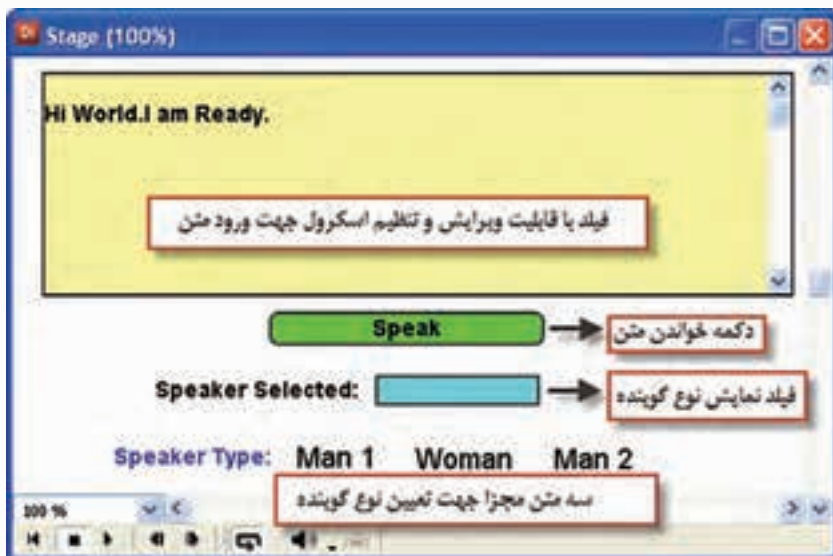 Stage (100%)
Hi World.I am Ready.
فیلد با قابلیت ویرایش و تنظیم اسکرول جهت ورود متن
Speak
دکمه خواندن متن
Speaker Selected:
فیلد نمایش نوع گوینده
Speaker Type: Man 1 Woman Man 2
سه متن مجزا جهت تعیین نوع گوینده
100 %